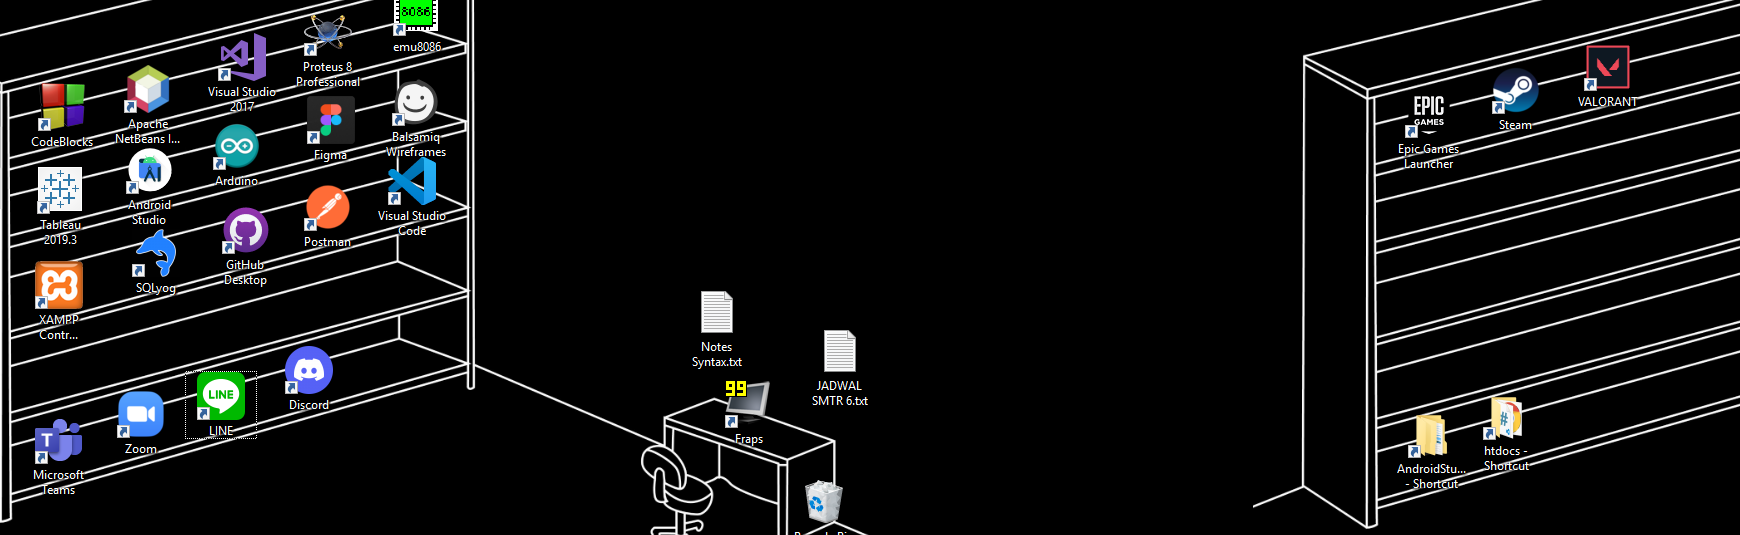 8086
emu8086
Proteus 8
Professional
Visual Studio
2017
Apache
NetBeans I...
CodeBlocks
Balsamiq
Wireframes
Figma
Arduino
Android
Studio
Tableau
2019.3
Visual Studio
Code
Postman
GitHub
Desktop
SQLyog
XAMPP
Contr...
Discord
LINE
LINE
Zoom
T
Microsoft
Teams
Notes
Syntax.txt
JADWAL
SMTR 6.txt
99
Fraps
EPIC
GAMES
Epic Games
Launcher
Steam
VALORANT
AndroidStu...
- Shortcut
#
htdocs -
Shortcut